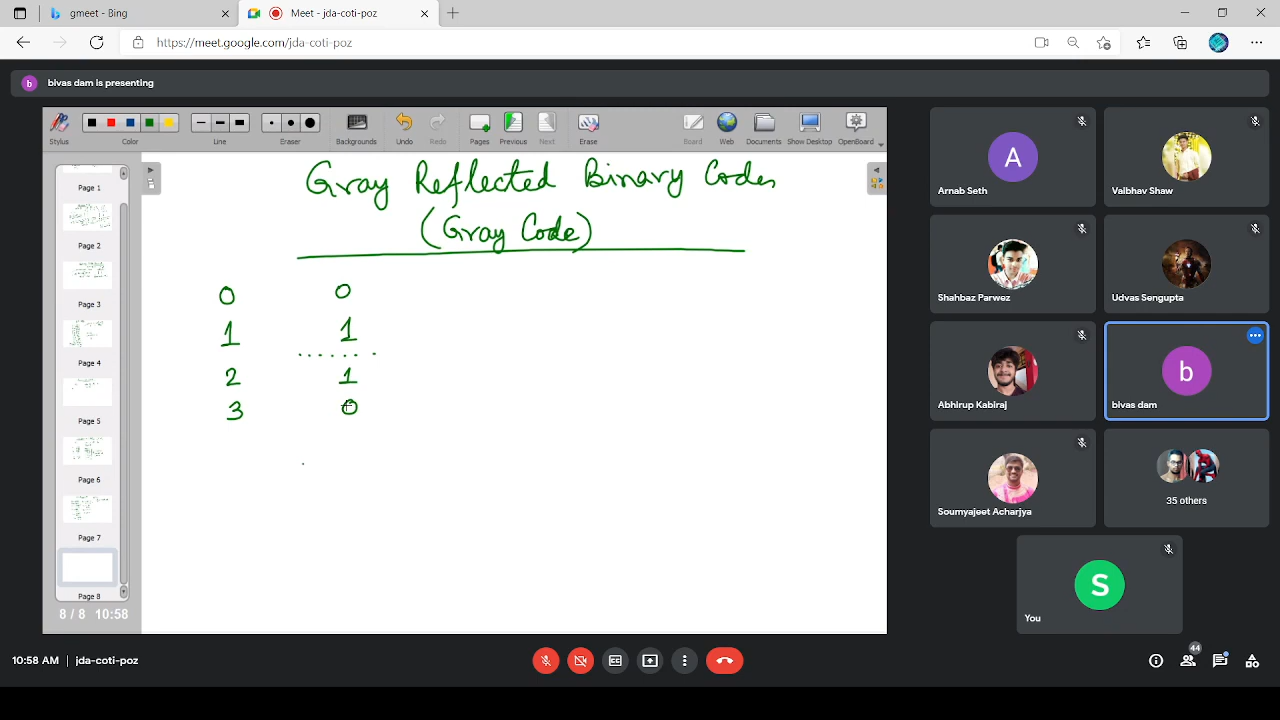 gmeet - Bing
Meet - jda-coti-poz
https://meet.google.com/jda-coti-poz
b
bivas dam is presenting
Stylus
Color
Line
Eraser
Backgrounds
Undo
Redo
Pages
Previous
Next
Erase
Board
Web
Documents
Show Desktop
OpenBoard
Page 1
Page 2
Page 3
Page 4
Page 5
Page 6
Page 7
Page 8
8 / 8 10:58
Gray Reflected Binary Codes
(Gray Code)
0 0
1 1
2 1
3 0
A
Arnab Seth
Vaibhav Shaw
Shahbaz Parwez
Udvas Sengupta
Abhirup Kabiraj
b
bivas dam
Soumyajeet Acharjya
35 others
S
You
10:58 AM | jda-coti-poz
44